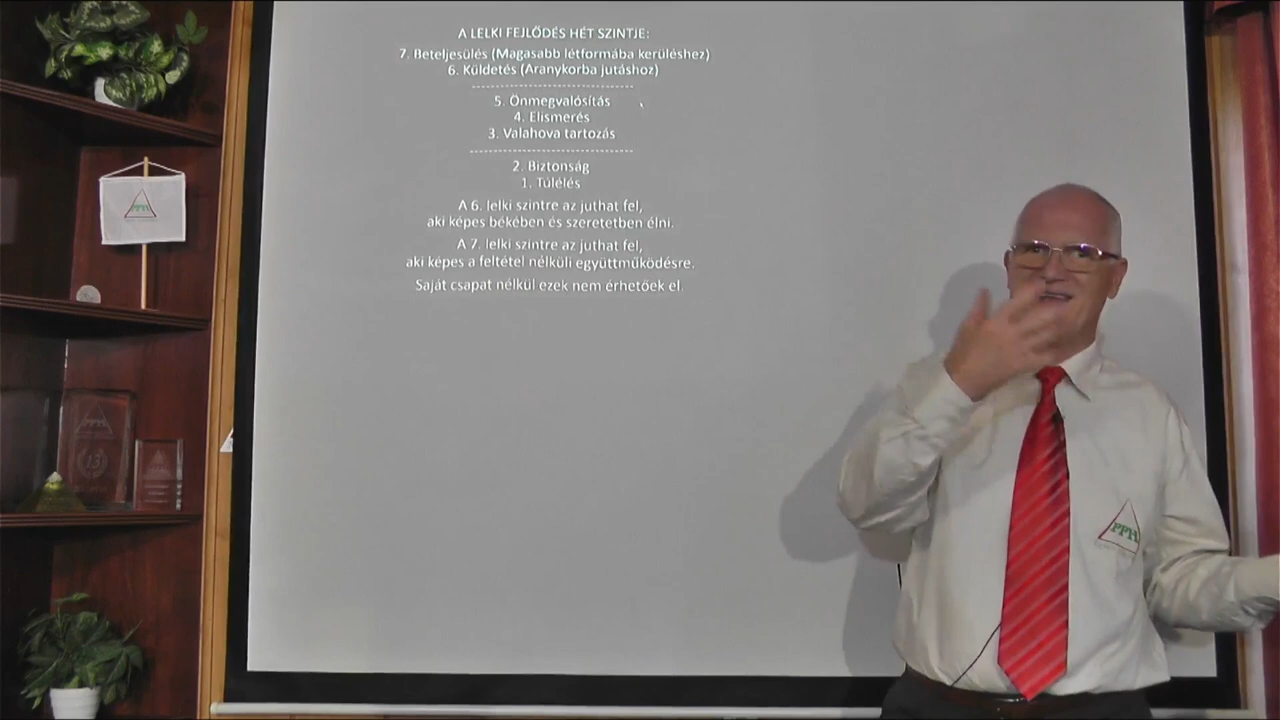 A LELKI FEJLŐDÉS HÉT SZINTJE:
7. Beteljesülés (Magasabb létformába kerüléshez)
6. Küldetés (Aranykorba jutáshoz)
----------------------------------
5. Önmegvalósítás
4. Elismerés
3. Valahova tartozás
----------------------------------
2. Biztonság
1. Túlélés
A 6. lelki szintre az juthat fel,
aki képes békében és szeretetben élni.
A 7. lelki szintre az juthat fel,
aki képes a feltétel nélküli együttműködésre.
Saját csapat nélkül ezek nem érhetőek el.
PPH
13